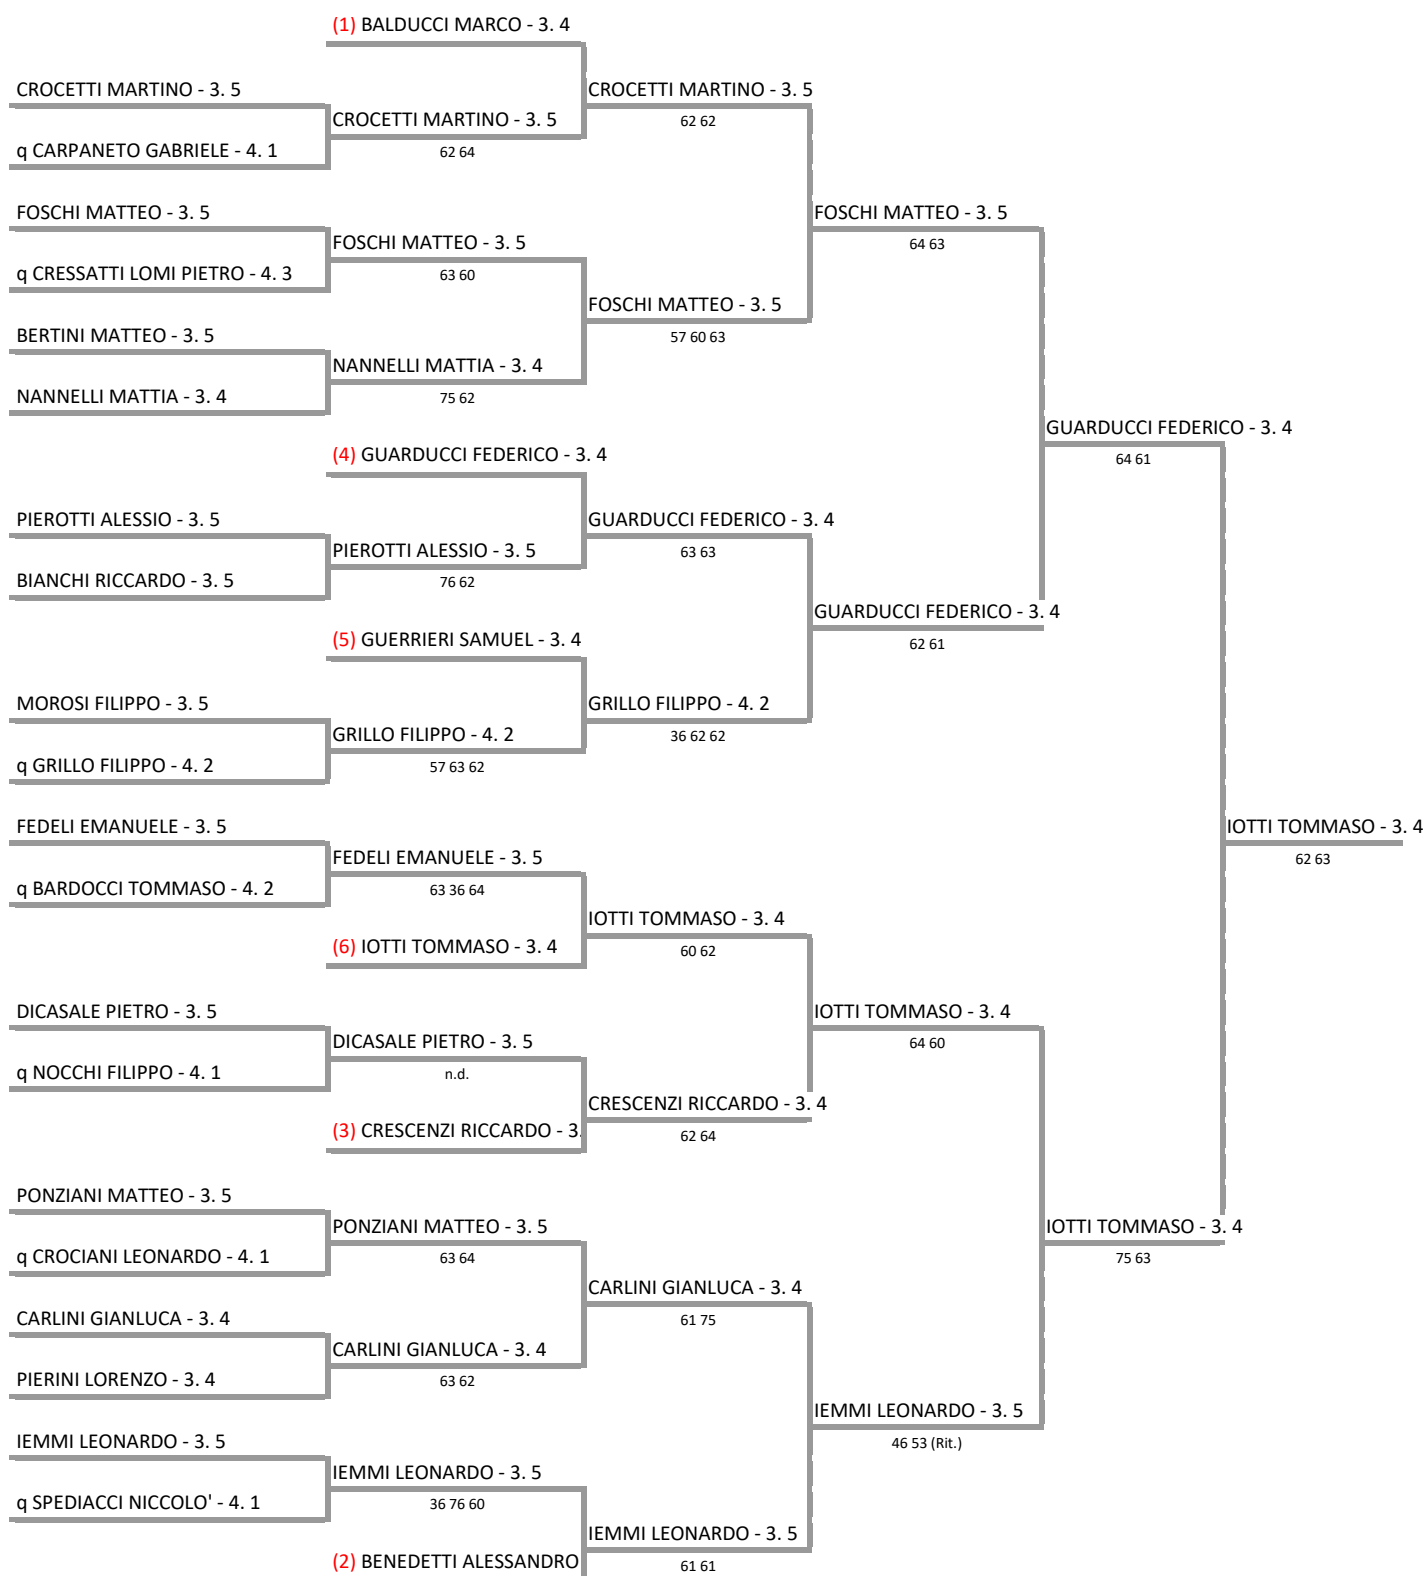 (1) BALDUCCI MARCO - 3. 4
CROCETTI MARTINO - 3. 5
CROCETTI MARTINO - 3. 5
CROCETTI MARTINO - 3. 5
62 62
q CARPANETO GABRIELE - 4. 1
62 64
FOSCHI MATTEO - 3. 5
FOSCHI MATTEO - 3. 5
FOSCHI MATTEO - 3. 5
64 63
q CRESSATTI LOMI PIETRO - 4. 3
63 60
FOSCHI MATTEO - 3. 5
BERTINI MATTEO - 3. 5
57 60 63
NANNELLI MATTIA - 3. 4
NANNELLI MATTIA - 3. 4
75 62
GUARDUCCI FEDERICO - 3. 4
(4) GUARDUCCI FEDERICO - 3. 4
64 61
PIEROTTI ALESSIO - 3. 5
GUARDUCCI FEDERICO - 3. 4
PIEROTTI ALESSIO - 3. 5
63 63
BIANCHI RICCARDO - 3. 5
76 62
GUARDUCCI FEDERICO - 3. 4
(5) GUERRIERI SAMUEL - 3. 4
62 61
MOROSI FILIPPO - 3. 5
GRILLO FILIPPO - 4. 2
GRILLO FILIPPO - 4. 2
36 62 62
q GRILLO FILIPPO - 4. 2
57 63 62
FEDELI EMANUELE - 3. 5
IOTTI TOMMASO - 3. 4
FEDELI EMANUELE - 3. 5
62 63
q BARDOCCI TOMMASO - 4. 2
63 36 64
IOTTI TOMMASO - 3. 4
(6) IOTTI TOMMASO - 3. 4
60 62
DICASALE PIETRO - 3. 5
IOTTI TOMMASO - 3. 4
DICASALE PIETRO - 3. 5
64 60
q NOCCHI FILIPPO - 4. 1
n.d.
CRESCENZI RICCARDO - 3. 4
(3) CRESCENZI RICCARDO - 3.
62 64
PONZIANI MATTEO - 3. 5
PONZIANI MATTEO - 3. 5
IOTTI TOMMASO - 3. 4
q CROCIANI LEONARDO - 4. 1
63 64
75 63
CARLINI GIANLUCA - 3. 4
CARLINI GIANLUCA - 3. 4
61 75
CARLINI GIANLUCA - 3. 4
PIERINI LORENZO - 3. 4
63 62
IEMMI LEONARDO - 3. 5
IEMMI LEONARDO - 3. 5
46 53 (Rit.)
IEMMI LEONARDO - 3. 5
q SPEDIACCI NICCOLO' - 4. 1
36 76 60
IEMMI LEONARDO - 3. 5
(2) BENEDETTI ALESSANDRO
61 61